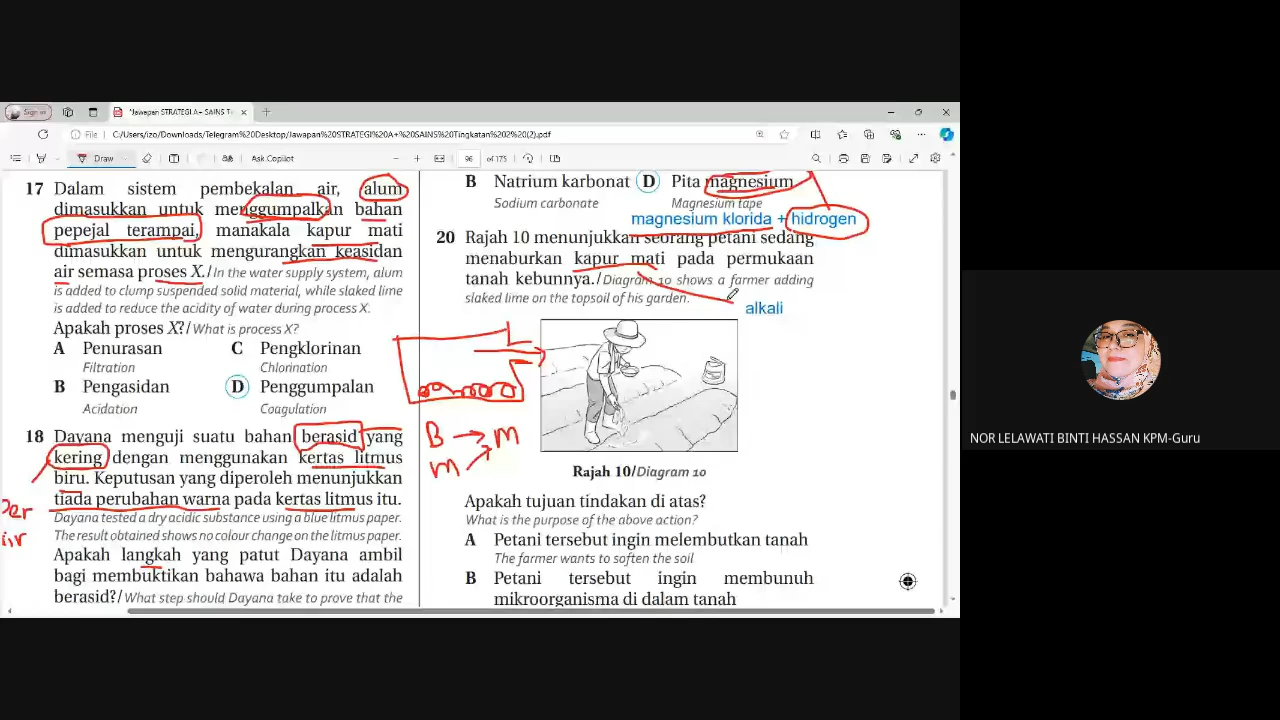 Sign in
*Jawapan STRATEGI A+ SAINS Ti
File
C:/Users/izo/Downloads/Telegram%20Desktop/Jawapan%20STRATEGI%20A+%20SAINS%20Tingkatan%202%20(2).pdf
Draw
Ask Copilot
96 of 175
17 Dalam sistem pembekalan air, alum
dimasukkan untuk menggumpalkan bahan
pepejal terampai, manakala kapur mati
dimasukkan untuk mengurangkan keasidan
air semasa proses X./In the water supply system, alum
is added to clump suspended solid material, while slaked lime
is added to reduce the acidity of water during process X.
Apakah proses X?/What is process X?
A Penurasan
Filtration
C Pengklorinan
Chlorination
B Pengasidan
Acidation
D Penggumpalan
Coagulation
18 Dayana menguji suatu bahan berasid yang
kering dengan menggunakan kertas litmus
biru. Keputusan yang diperoleh menunjukkan
tiada perubahan warna pada kertas litmus itu.
Dayana tested a dry acidic substance using a blue litmus paper.
The result obtained shows no colour change on the litmus paper.
Apakah langkah yang patut Dayana ambil
bagi membuktikan bahawa bahan itu adalah
berasid?/What step should Dayana take to prove that the
B Natrium karbonat
Sodium carbonate
D Pita magnesium
Magnesium tape
magnesium klorida + hidrogen
20 Rajah 10 menunjukkan seorang petani sedang
menaburkan kapur mati pada permukaan
tanah kebunnya./Diagram 10 shows a farmer adding
slaked lime on the topsoil of his garden.
alkali
B → M
M
Rajah 10/Diagram 10
Apakah tujuan tindakan di atas?
What is the purpose of the above action?
A Petani tersebut ingin melembutkan tanah
The farmer wants to soften the soil
B Petani tersebut ingin membunuh
mikroorganisma di dalam tanah
NOR LELAWATI BINTI HASSAN KPM-Guru